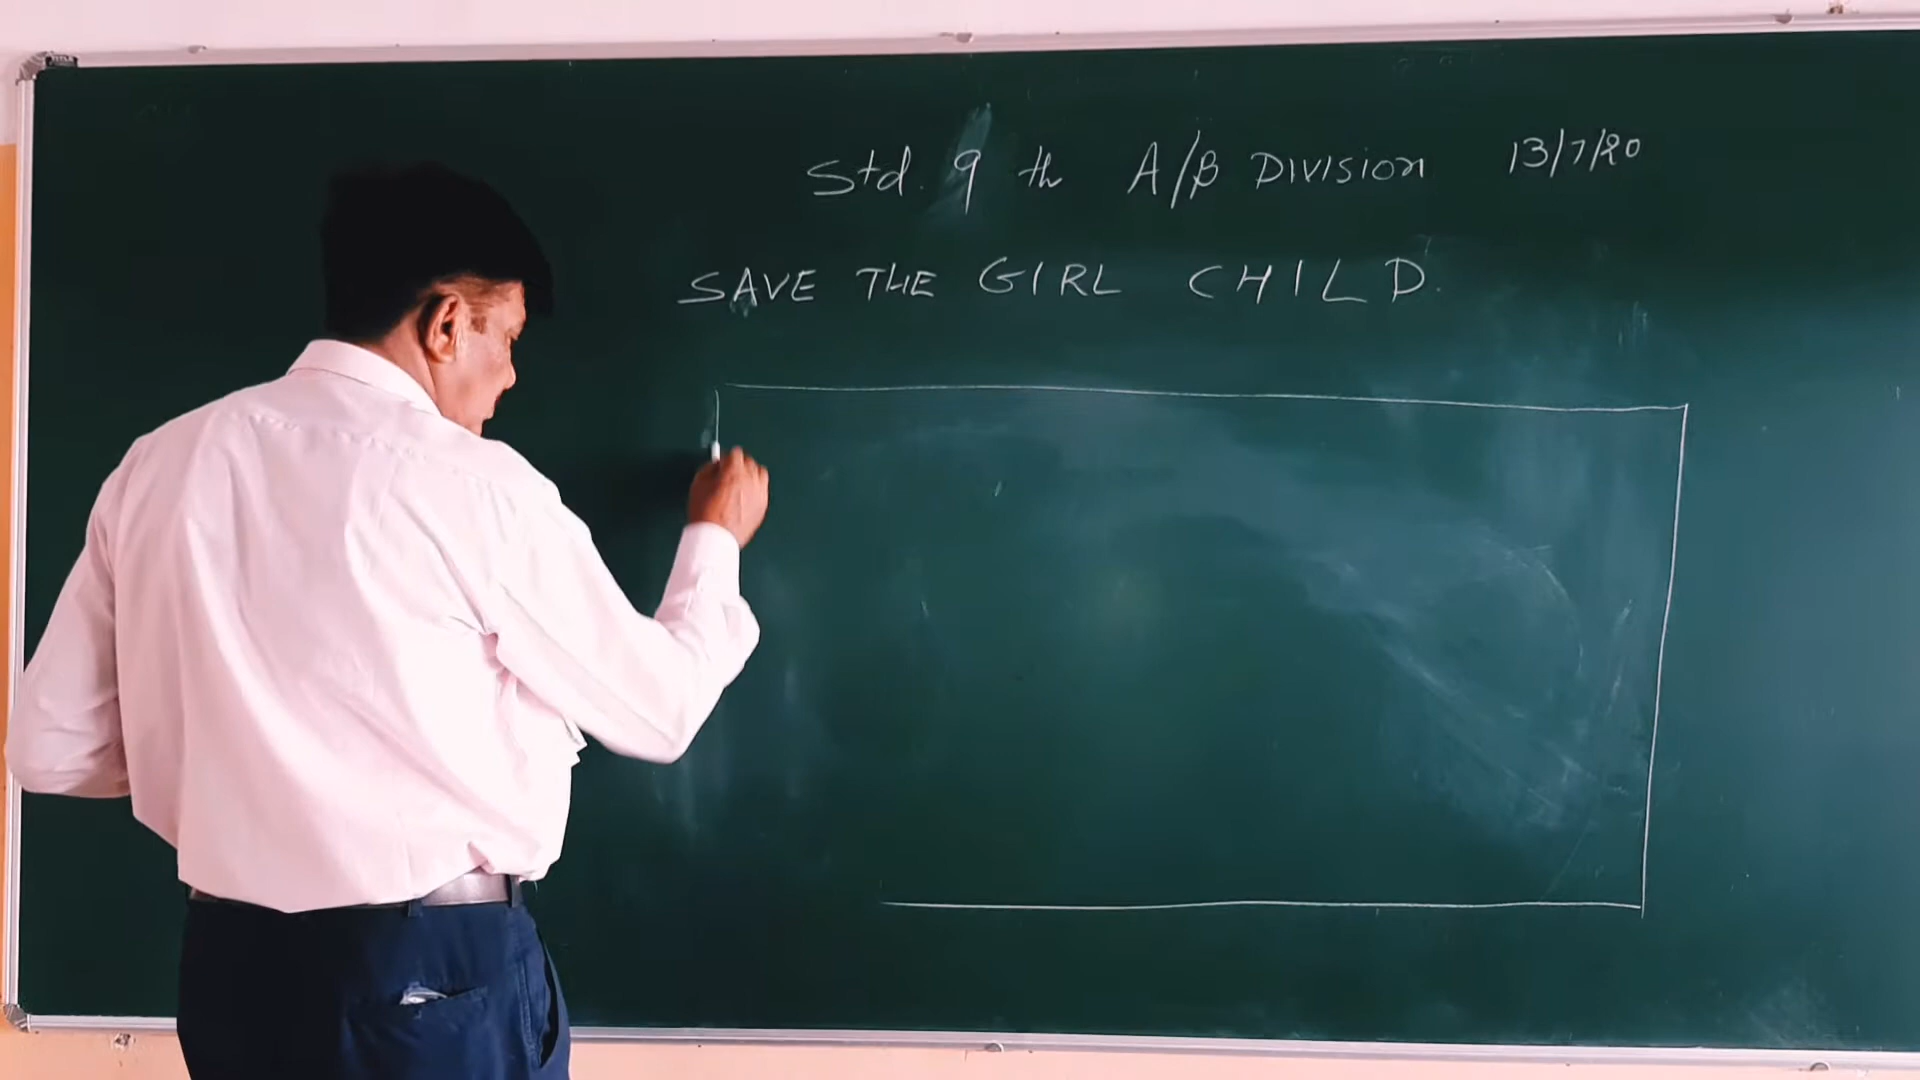 Std. 9 th A/B DIVISION 13/7/20
SAVE THE GIRL CHILD.